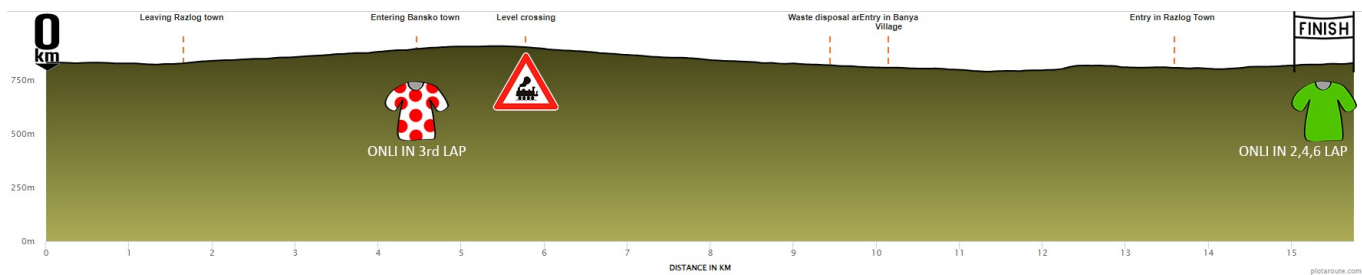 0
km
Leaving Razlog town
Entering Bansko town
Level crossing
Waste disposal ar
Entry in Banya
Village
Entry in Razlog Town
FINISH
750m
500m
250m
0m
ONLI IN 3rd LAP
ONLI IN 2,4,6 LAP
0 1 2 3 4 5 6 7 8 9 10 11 12 13 14 15
DISTANCE IN KM
plotaroute.com